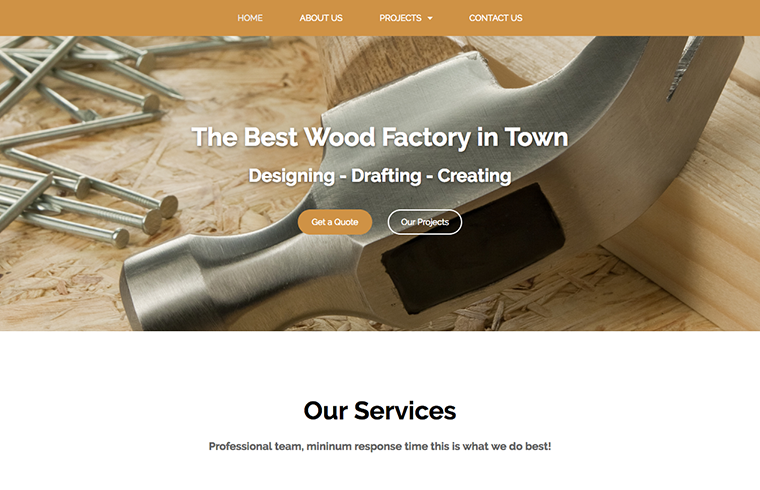 HOME ABOUT US PROJECTS CONTACT US
The Best Wood Factory in Town
Designing - Drafting - Creating
Get a Quote Our Projects
Our Services
Professional team, mininum response time this is what we do best!